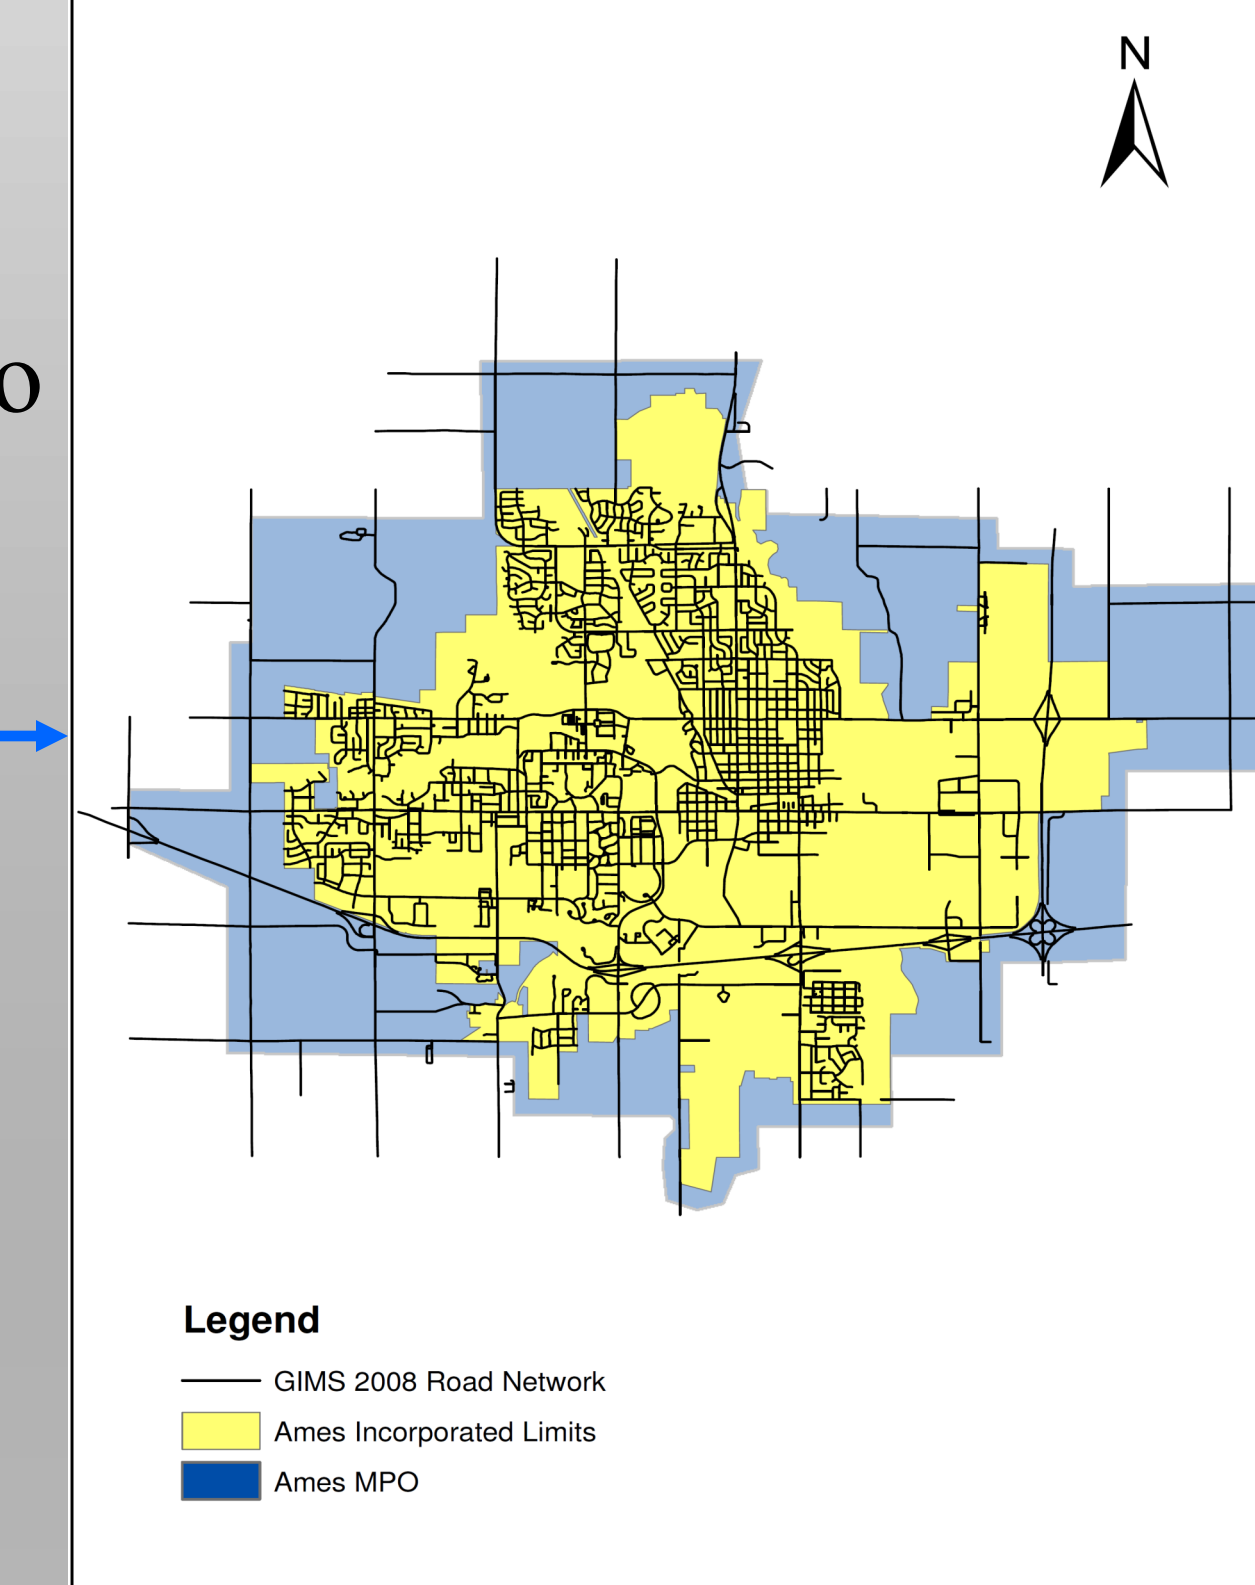 N
o
Legend
GIMS 2008 Road Network
Ames Incorporated Limits
Ames MPO